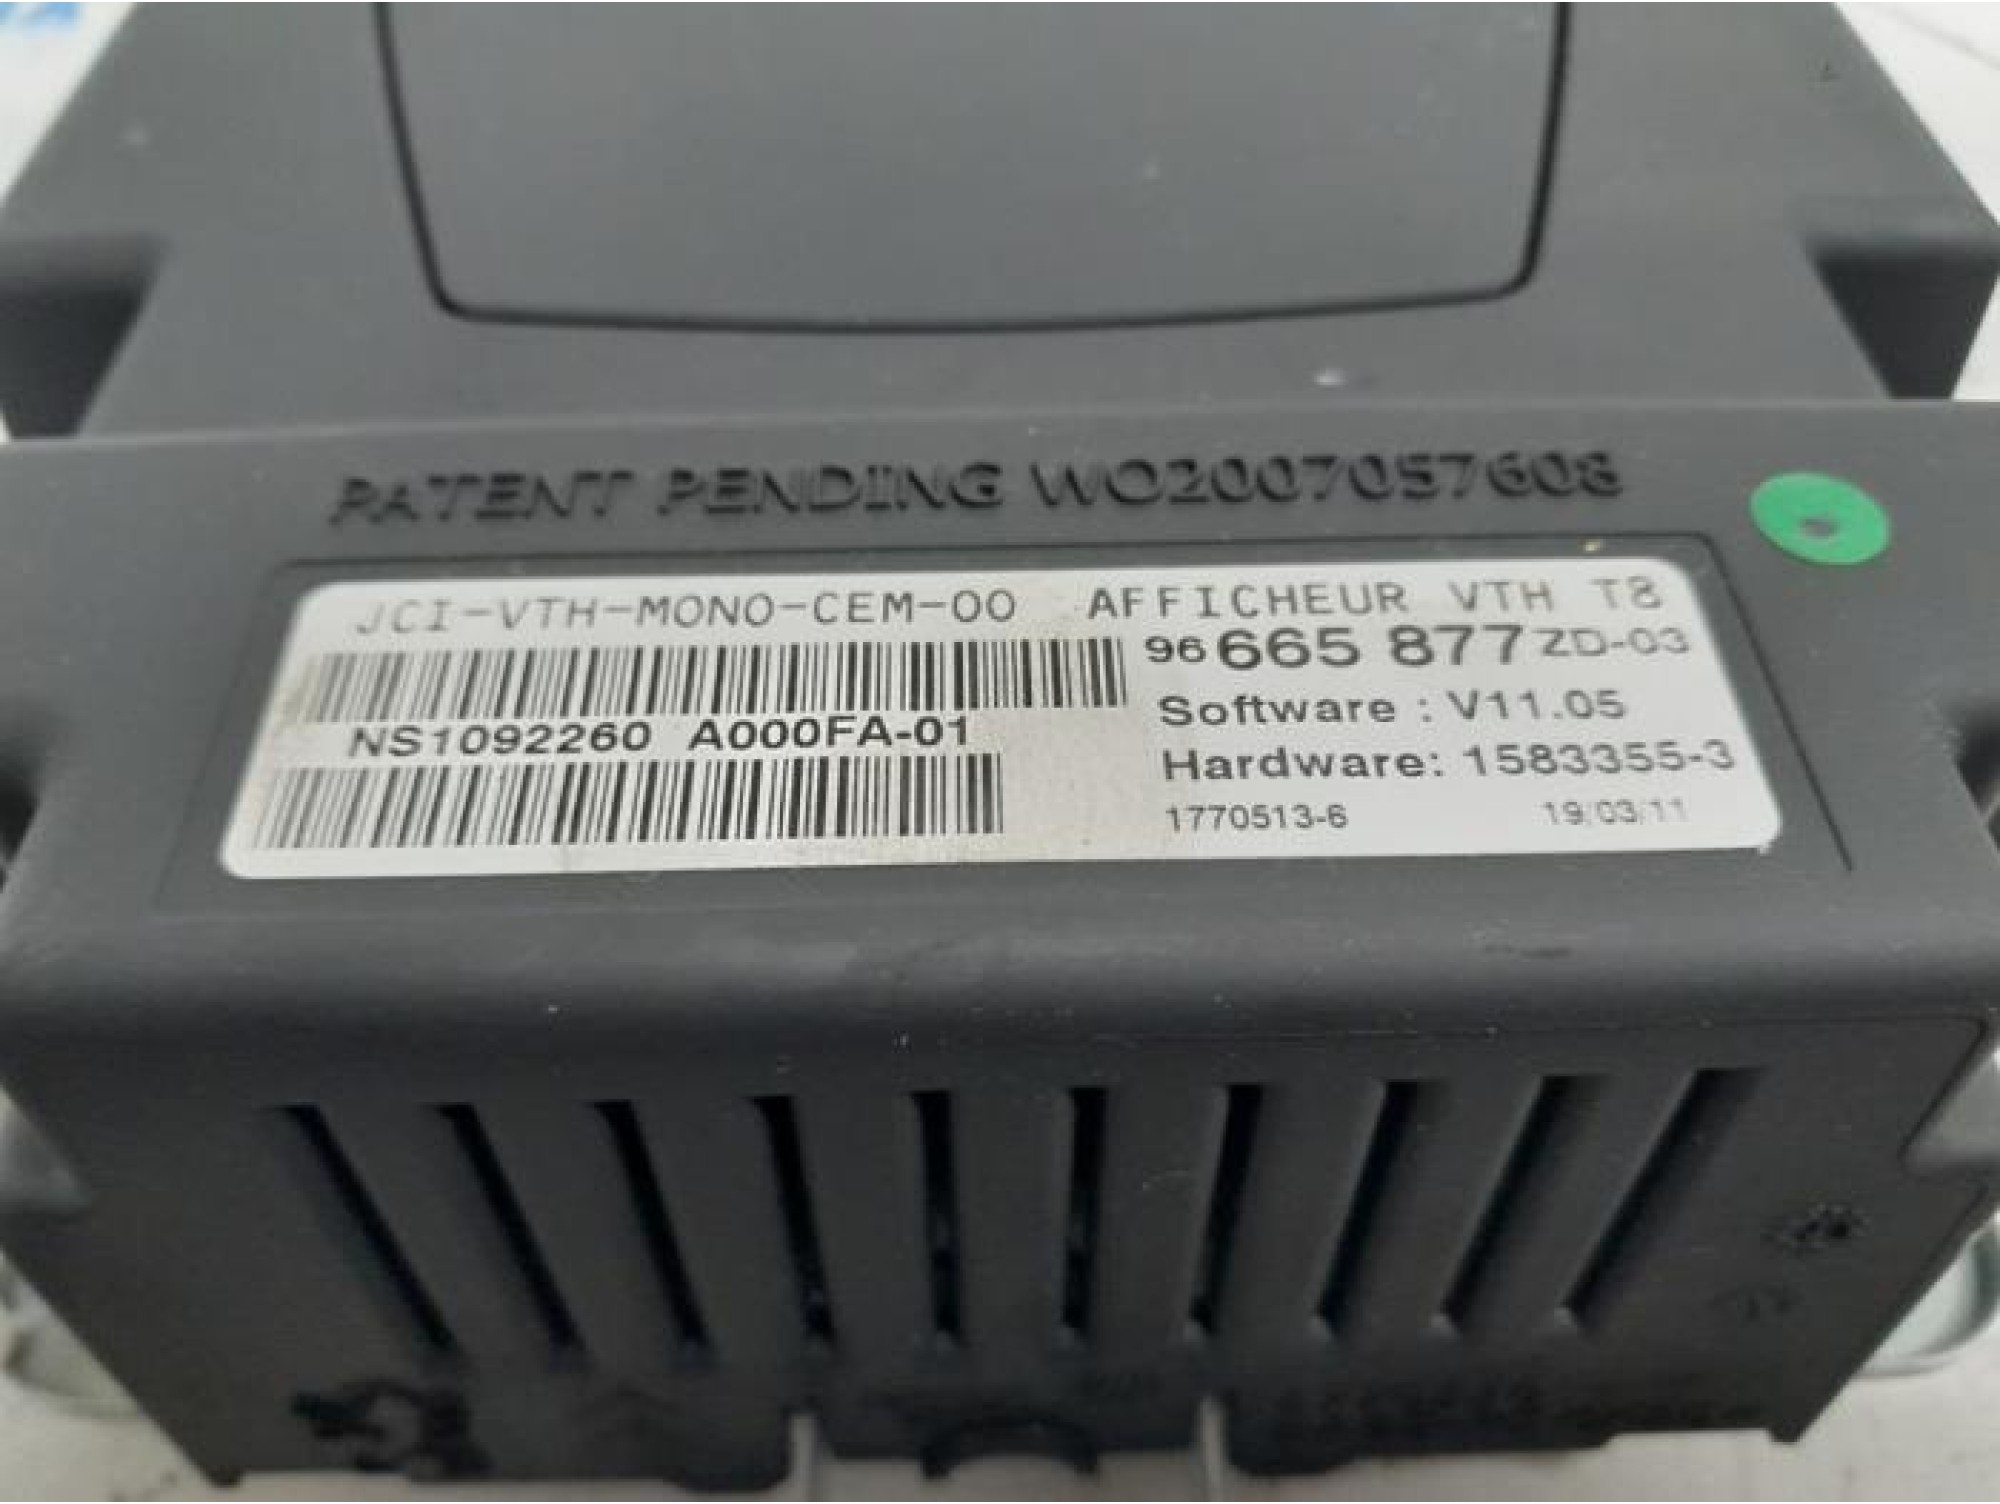 PATENT PENDING WO2007057608
JCI-VTH-MONO-CEM-00 AFFICHEUR VTH T8
96 665 877 ZD-03
NS1092260 A000FA-01
Software : V11.05
Hardware: 1583355-3
1770513-6 19/03/11